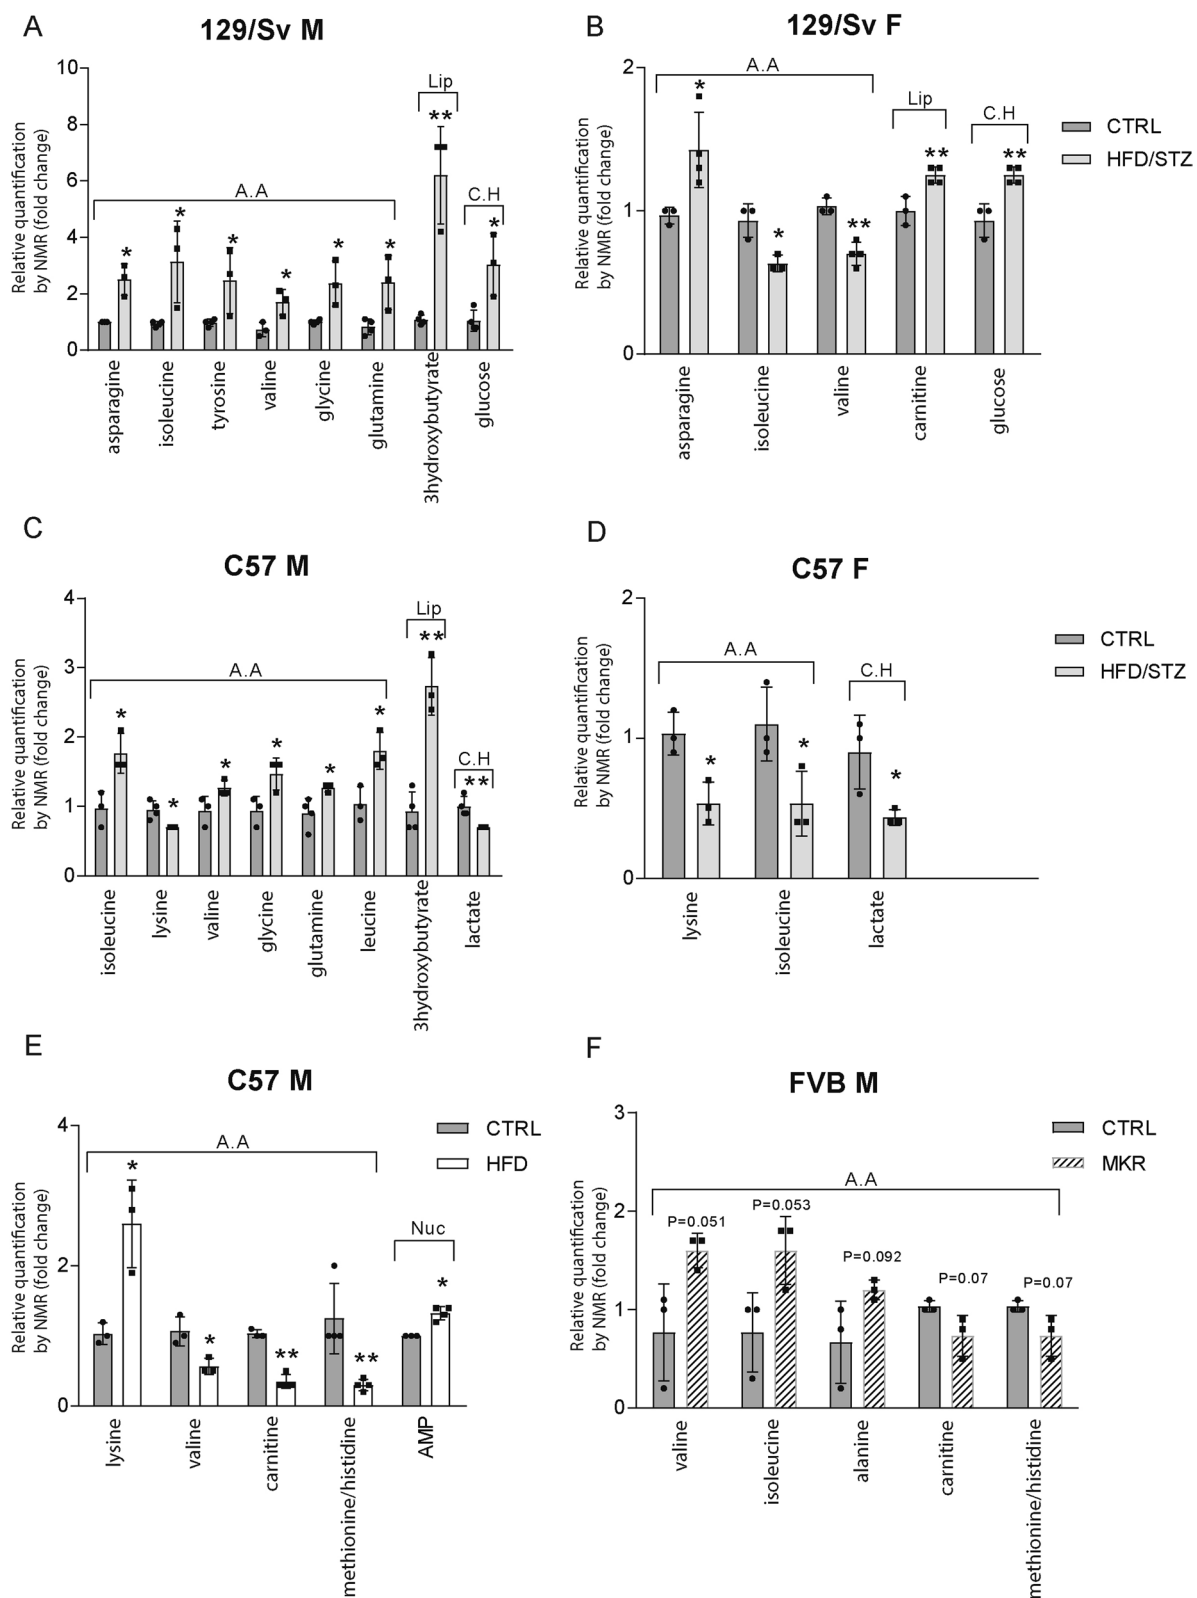 A
129/Sv M
Relative quantification
by NMR (fold change)
10
8
6
4
2
0
A.A
Lip
C.H
*
*
*
*
*
*
**
*
asparagine
isoleucine
tyrosine
valine
glycine
glutamine
3hydroxybutyrate
glucose
B
129/Sv F
Relative quantification
by NMR (fold change)
2
1
0
A.A
Lip
C.H
*
*
**
**
**
CTRL
HFD/STZ
asparagine
isoleucine
valine
carnitine
glucose
C
C57 M
Relative quantification
by NMR (fold change)
4
3
2
1
0
A.A
Lip
C.H
*
*
*
*
*
*
**
**
isoleucine
lysine
valine
glycine
glutamine
leucine
3hydroxybutyrate
lactate
D
C57 F
Relative quantification
by NMR (fold change)
2
1
0
A.A
C.H
*
*
*
CTRL
HFD/STZ
lysine
isoleucine
lactate
E
C57 M
Relative quantification
by NMR (fold change)
4
2
0
A.A
Nuc
*
*
**
**
*
CTRL
HFD
lysine
valine
carnitine
methionine/histidine
AMP
F
FVB M
Relative quantification
by NMR (fold change)
3
2
1
0
A.A
P=0.051
P=0.053
P=0.092
P=0.07
P=0.07
CTRL
MKR
valine
isoleucine
alanine
carnitine
methionine/histidine